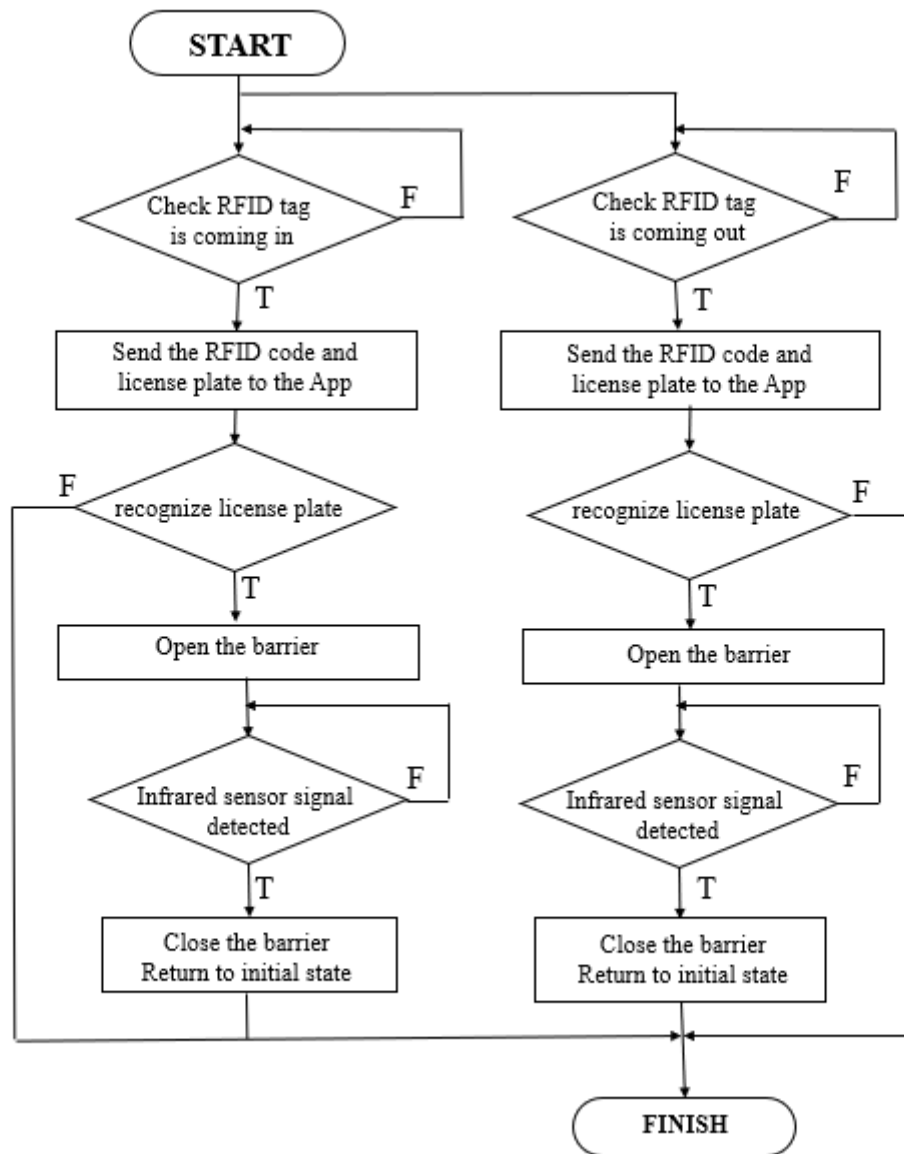 START
F
Check RFID tag
is coming in
T
Send the RFID code and
license plate to the App
F
recognize license plate
T
Open the barrier
F
Infrared sensor signal
detected
T
Close the barrier
Return to initial state
F
Check RFID tag
is coming out
T
Send the RFID code and
license plate to the App
F
recognize license plate
T
Open the barrier
F
Infrared sensor signal
detected
T
Close the barrier
Return to initial state
FINISH